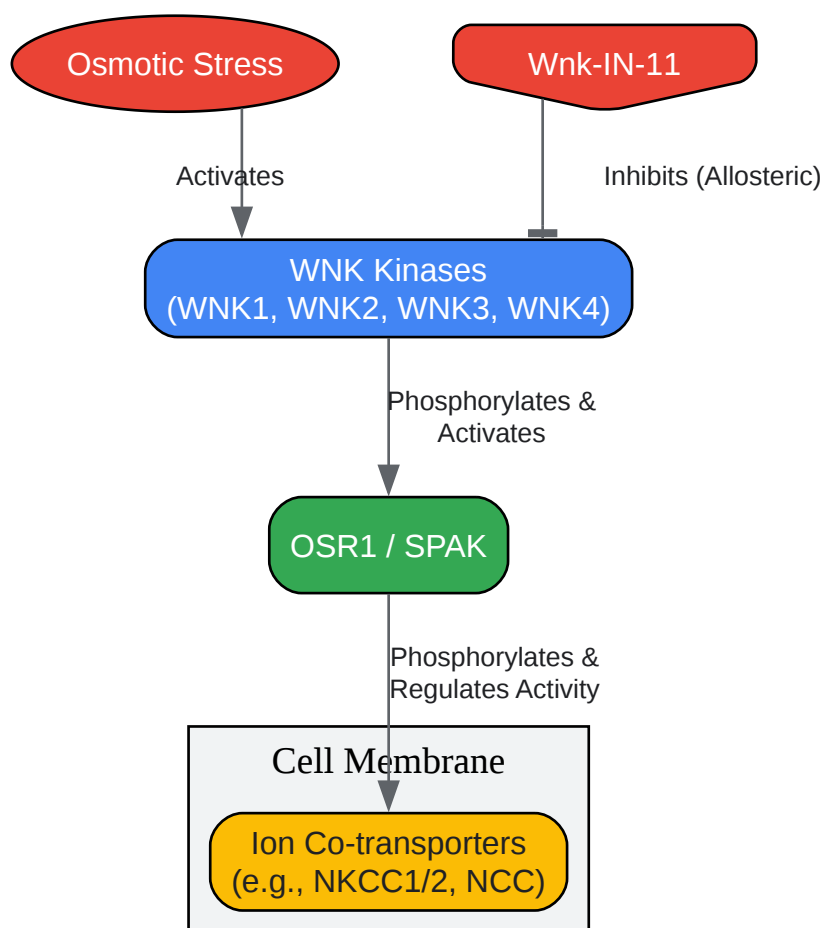 Osmotic Stress
Wnk-IN-11
Activates
Inhibits (Allosteric)
WNK Kinases
(WNK1, WNK2, WNK3, WNK4)
Phosphorylates &
Activates
OSR1 / SPAK
Phosphorylates &
Regulates Activity
Cell Membrane
Ion Co-transporters
(e.g., NKCC1/2, NCC)